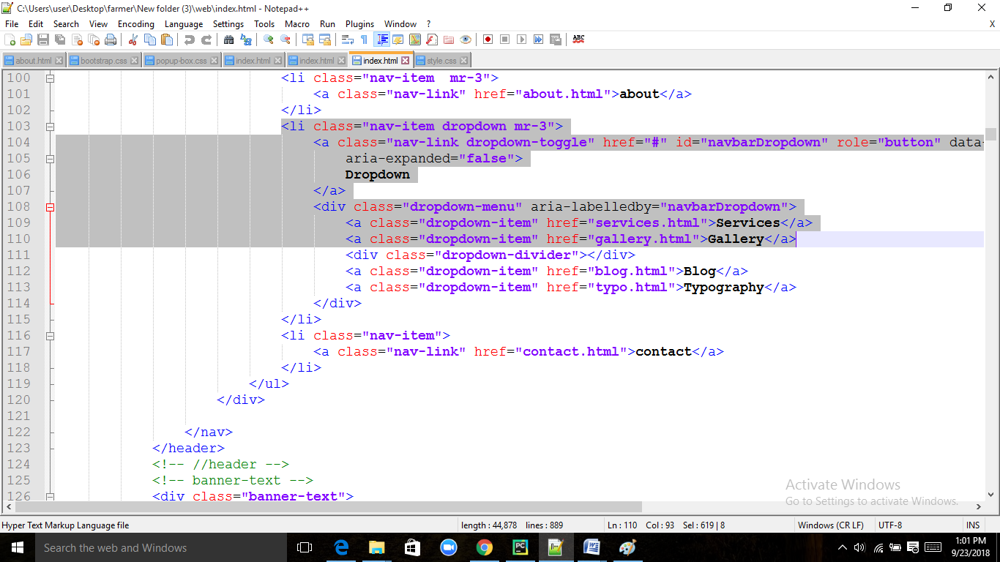 C:\Users\user\Desktop\farmer\New folder (3)\web\index.html - Notepad++
File Edit Search View Encoding Language Settings Tools Macro Run Plugins Window ? X
ABC
about.html bootstrap.css popup-box.css index.html index.html index.html style.css
100 <li class="nav-item  mr-3">
101 <a class="nav-link" href="about.html">about</a>
102 </li>
103 <li class="nav-item dropdown mr-3">
104 <a class="nav-link dropdown-toggle" href="#" id="navbarDropdown" role="button" data-
105 aria-expanded="false">
106 Dropdown
107 </a>
108 <div class="dropdown-menu" aria-labelledby="navbarDropdown">
109 <a class="dropdown-item" href="services.html">Services</a>
110 <a class="dropdown-item" href="gallery.html">Gallery</a>
111 <div class="dropdown-divider"></div>
112 <a class="dropdown-item" href="blog.html">Blog</a>
113 <a class="dropdown-item" href="typo.html">Typography</a>
114 </div>
115 </li>
116 <li class="nav-item">
117 <a class="nav-link" href="contact.html">contact</a>
118 </li>
119 </ul>
120 </div>
121
122 </nav>
123 </header>
124 <!-- //header -->
125 <!-- banner-text -->
126 <div class="banner-text">
Activate Windows
Go to Settings to activate Windows.
Hyper Text Markup Language file length : 44,878 lines : 889 Ln : 110 Col : 93 Sel : 619 | 8 Windows (CR LF) UTF-8 INS
Search the web and Windows
PC
1:01 PM
9/23/2018